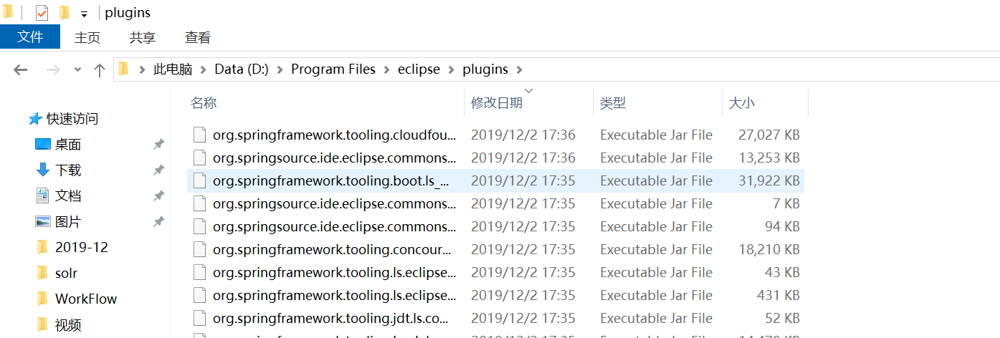 plugins
文件 主页 共享 查看
此电脑 Data (D:) Program Files eclipse plugins
名称 修改日期 类型 大小
快速访问
桌面
下载
文档
图片
2019-12
solr
WorkFlow
视频
org.springframework.tooling.cloudfou... 2019/12/2 17:36 Executable Jar File 27,027 KB
org.springsource.ide.eclipse.commons... 2019/12/2 17:36 Executable Jar File 13,253 KB
org.springframework.tooling.boot.ls_... 2019/12/2 17:35 Executable Jar File 31,922 KB
org.springsource.ide.eclipse.commons... 2019/12/2 17:35 Executable Jar File 7 KB
org.springsource.ide.eclipse.commons... 2019/12/2 17:35 Executable Jar File 94 KB
org.springframework.tooling.concour... 2019/12/2 17:35 Executable Jar File 18,210 KB
org.springframework.tooling.ls.eclipse... 2019/12/2 17:35 Executable Jar File 43 KB
org.springframework.tooling.ls.eclipse... 2019/12/2 17:35 Executable Jar File 431 KB
org.springframework.tooling.jdt.ls.co... 2019/12/2 17:35 Executable Jar File 52 KB